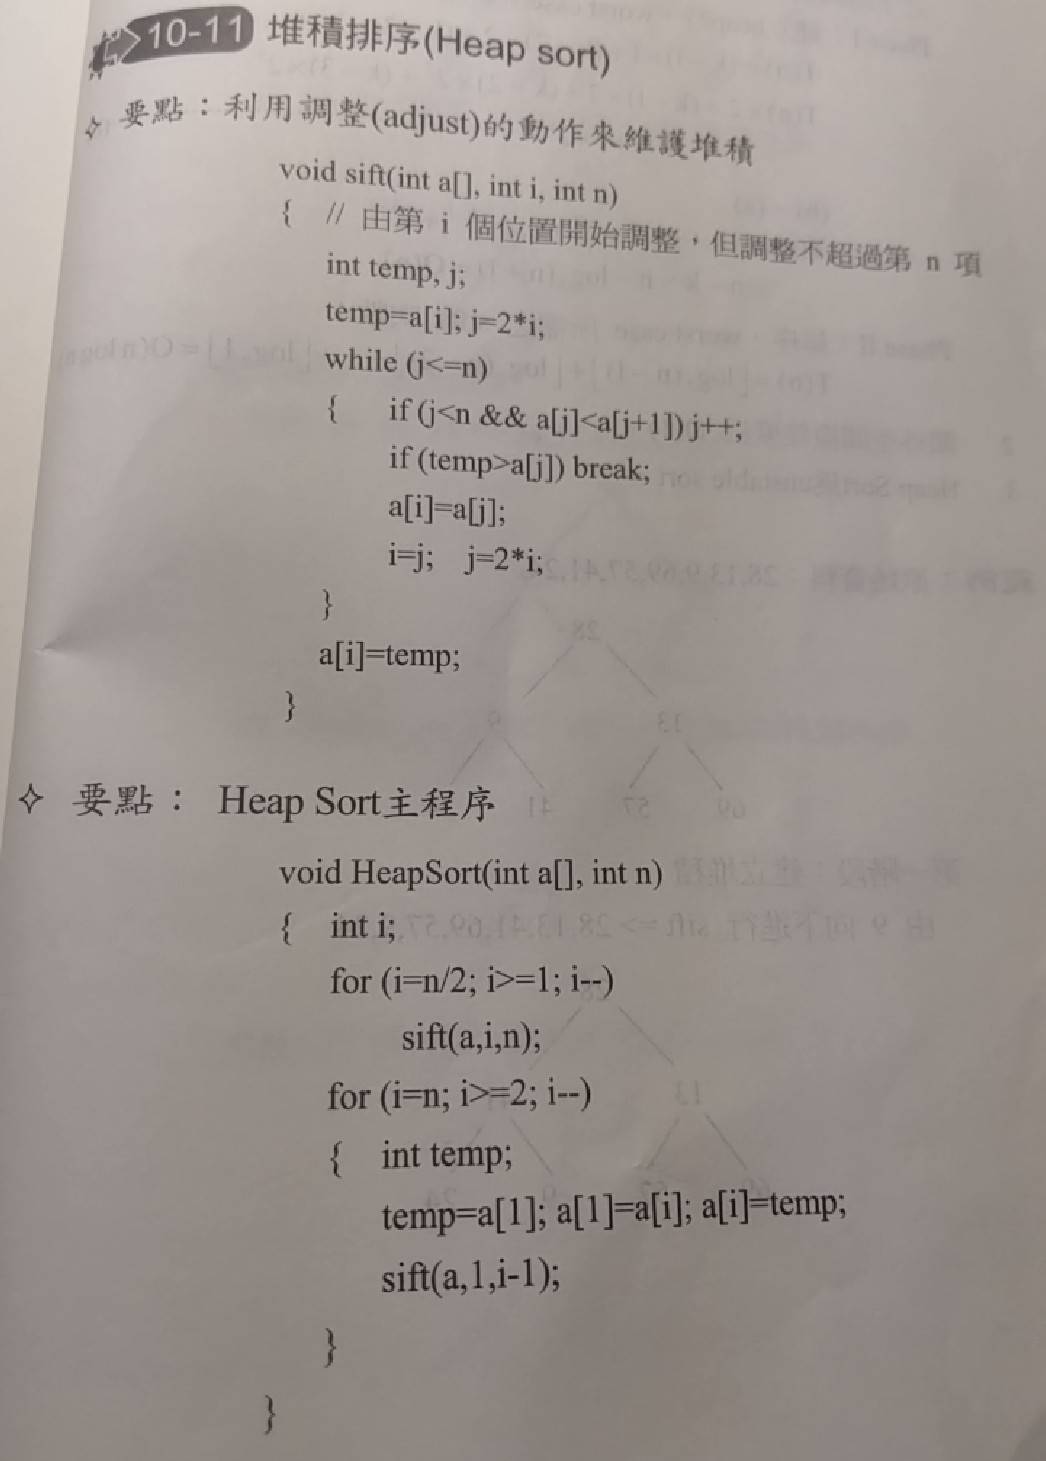 10-11 堆積排序(Heap sort)
✧ 要點：利用調整(adjust)的動作來維護堆積
void sift(int a[], int i, int n)
{ // 由第 i 個位置開始調整，但調整不超過第 n 項
int temp, j;
temp=a[i]; j=2*i;
while (j<=n)
{ if (j<n && a[j]<a[j+1]) j++;
if (temp>a[j]) break;
a[i]=a[j];
i=j; j=2*i;
}
a[i]=temp;
}
✧ 要點： Heap Sort主程序
void HeapSort(int a[], int n)
{ int i;
for (i=n/2; i>=1; i--)
sift(a,i,n);
for (i=n; i>=2; i--)
{ int temp;
temp=a[1]; a[1]=a[i]; a[i]=temp;
sift(a,1,i-1);
}
}